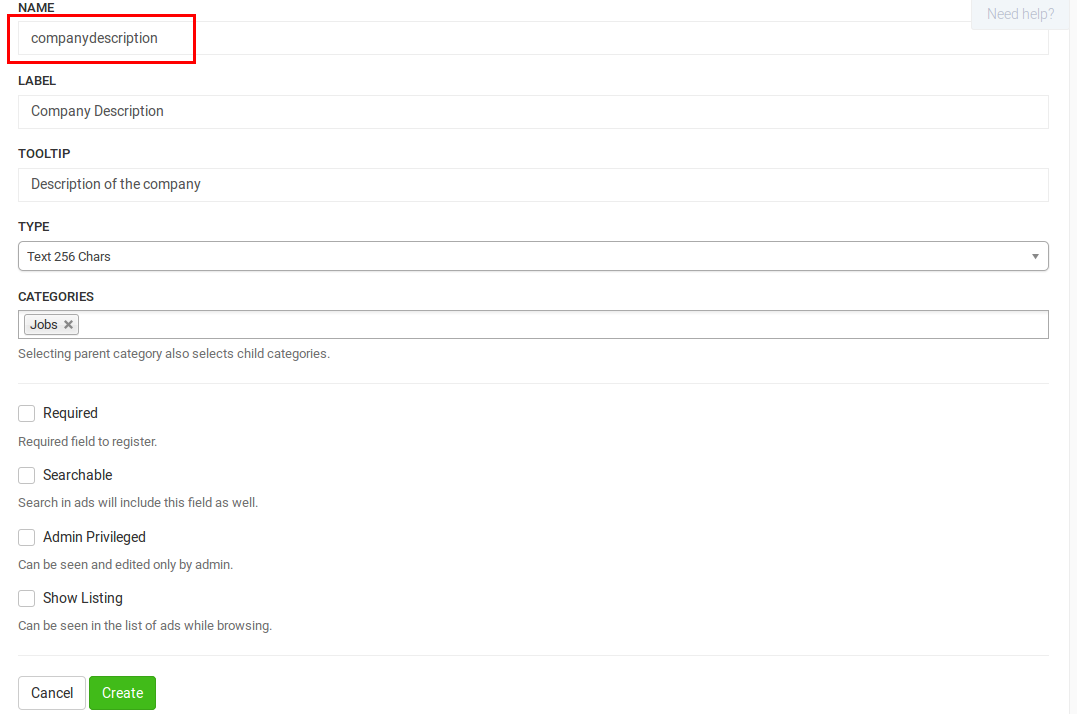 NAME
Need help?
companydescription
LABEL
Company Description
TOOLTIP
Description of the company
TYPE
Text 256 Chars
CATEGORIES
Jobs
Selecting parent category also selects child categories.
Required
Required field to register.
Searchable
Search in ads will include this field as well.
Admin Privileged
Can be seen and edited only by admin.
Show Listing
Can be seen in the list of ads while browsing.
Cancel Create